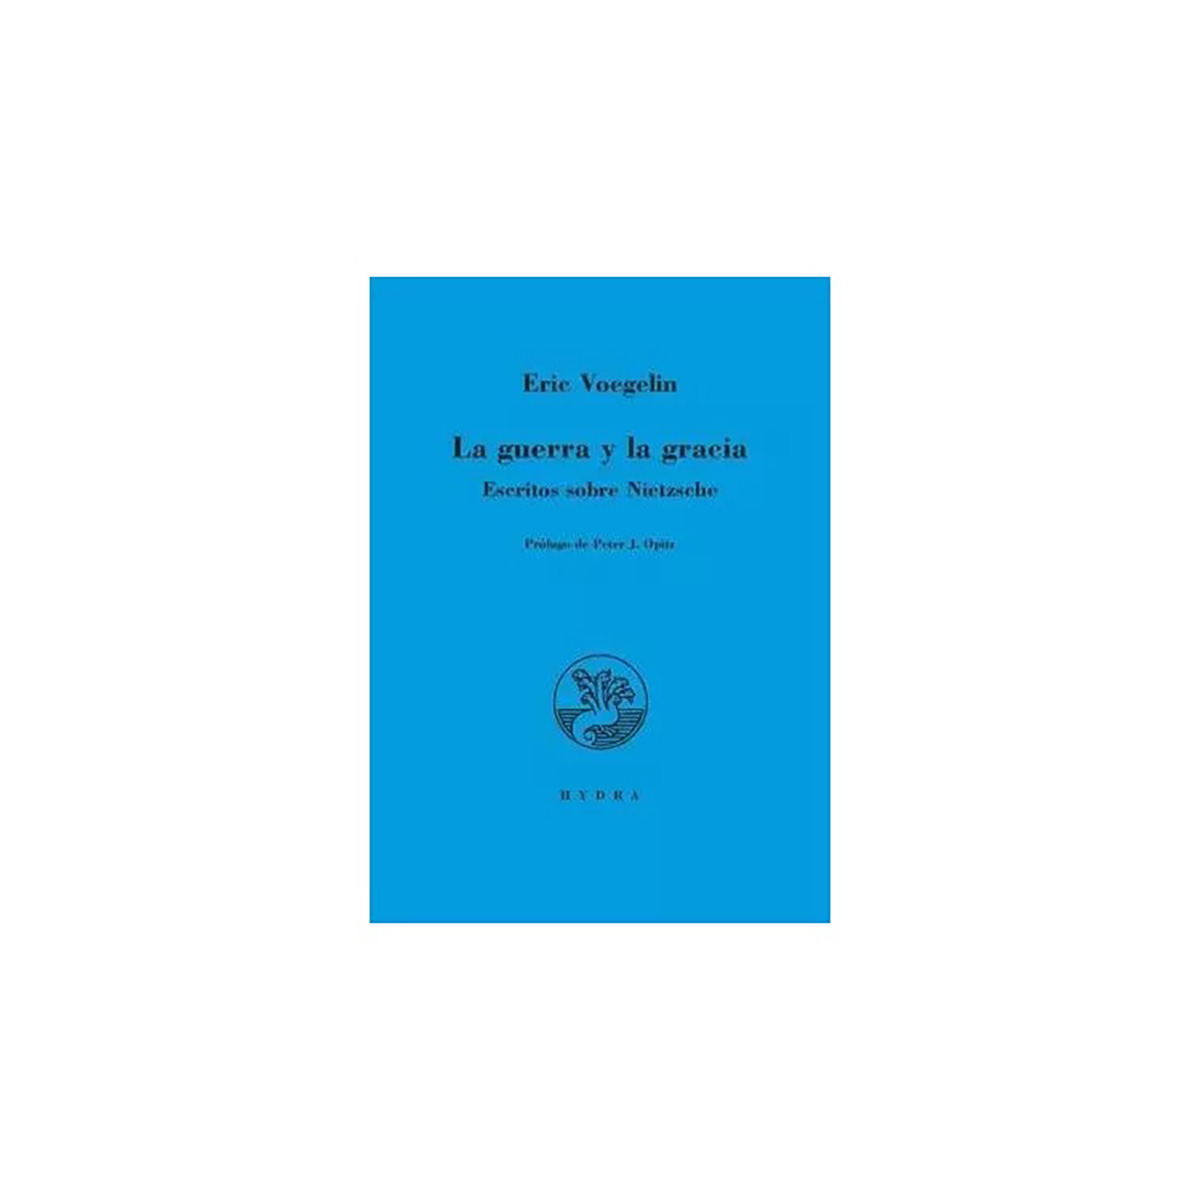 Eric Voegelin
La guerra y la gracia
Escritos sobre Nietzsche
Prólogo de Peter J. Opitz
HYDRA